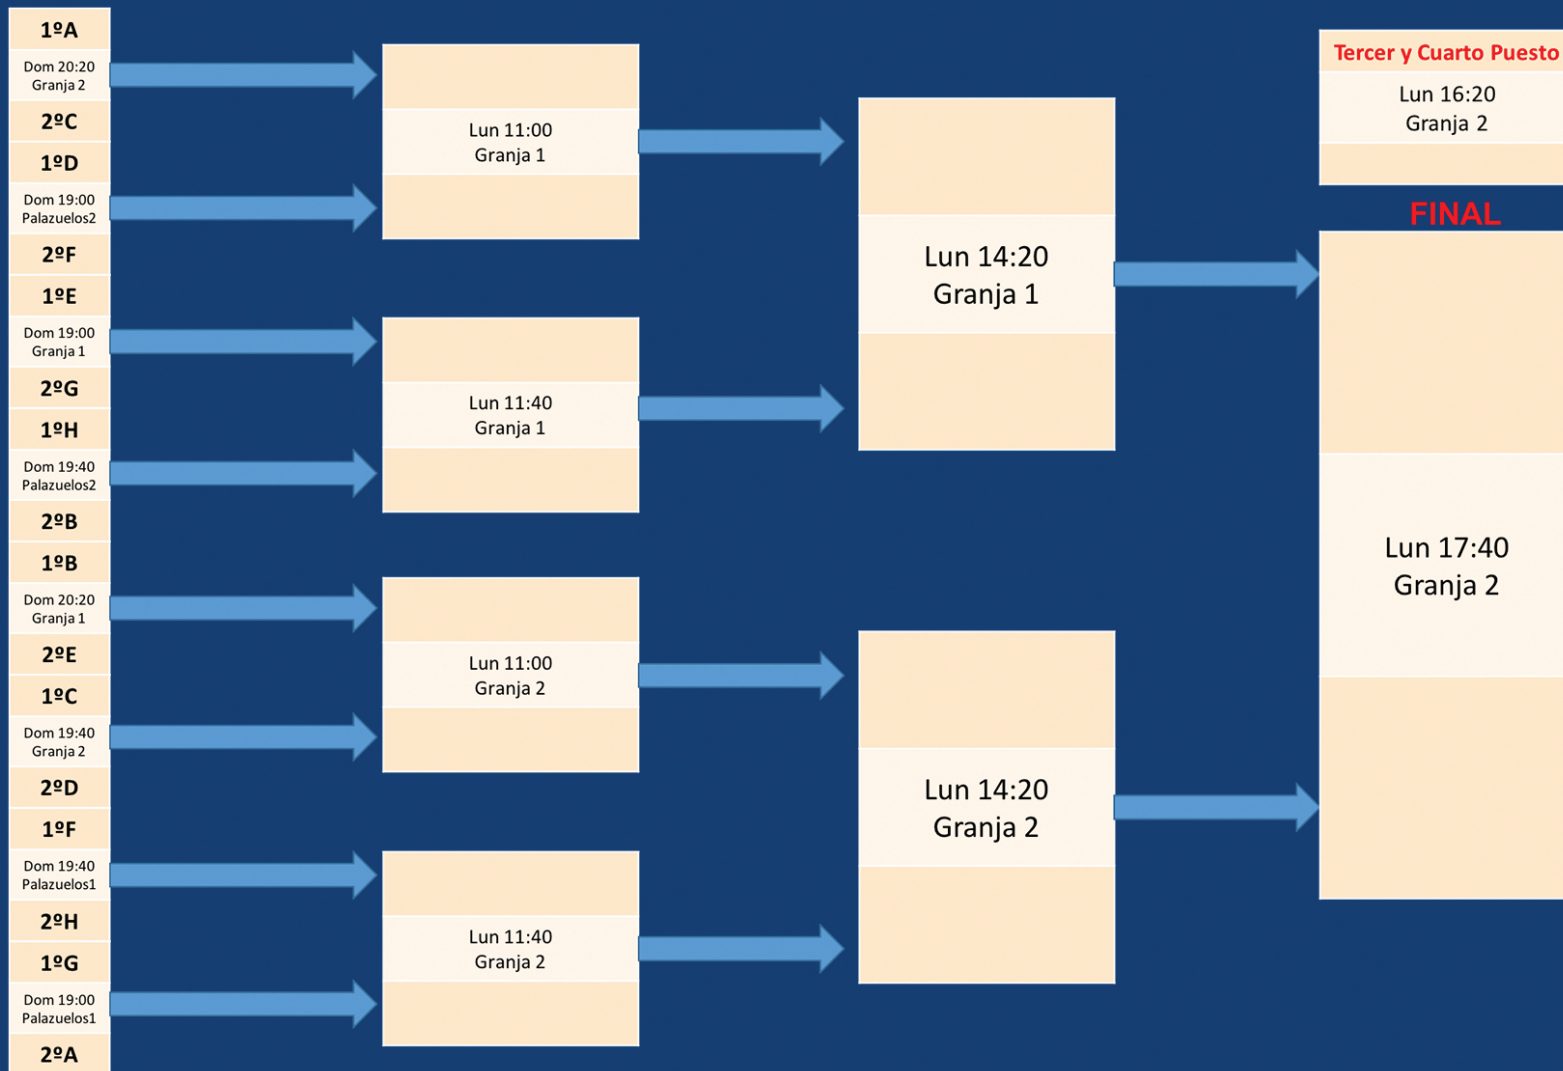 1ºA
Dom 20:20
Granja 2
2ºC
1ºD
Dom 19:00
Palazuelos2
2ºF
1ºE
Dom 19:00
Granja 1
2ºG
1ºH
Dom 19:40
Palazuelos2
2ºB
1ºB
Dom 20:20
Granja 1
2ºE
1ºC
Dom 19:40
Granja 2
2ºD
1ºF
Dom 19:40
Palazuelos1
2ºH
1ºG
Dom 19:00
Palazuelos1
2ºA
Lun 11:00
Granja 1
Lun 11:40
Granja 1
Lun 11:00
Granja 2
Lun 11:40
Granja 2
Lun 14:20
Granja 1
Lun 14:20
Granja 2
Tercer y Cuarto Puesto
Lun 16:20
Granja 2
FINAL
Lun 17:40
Granja 2